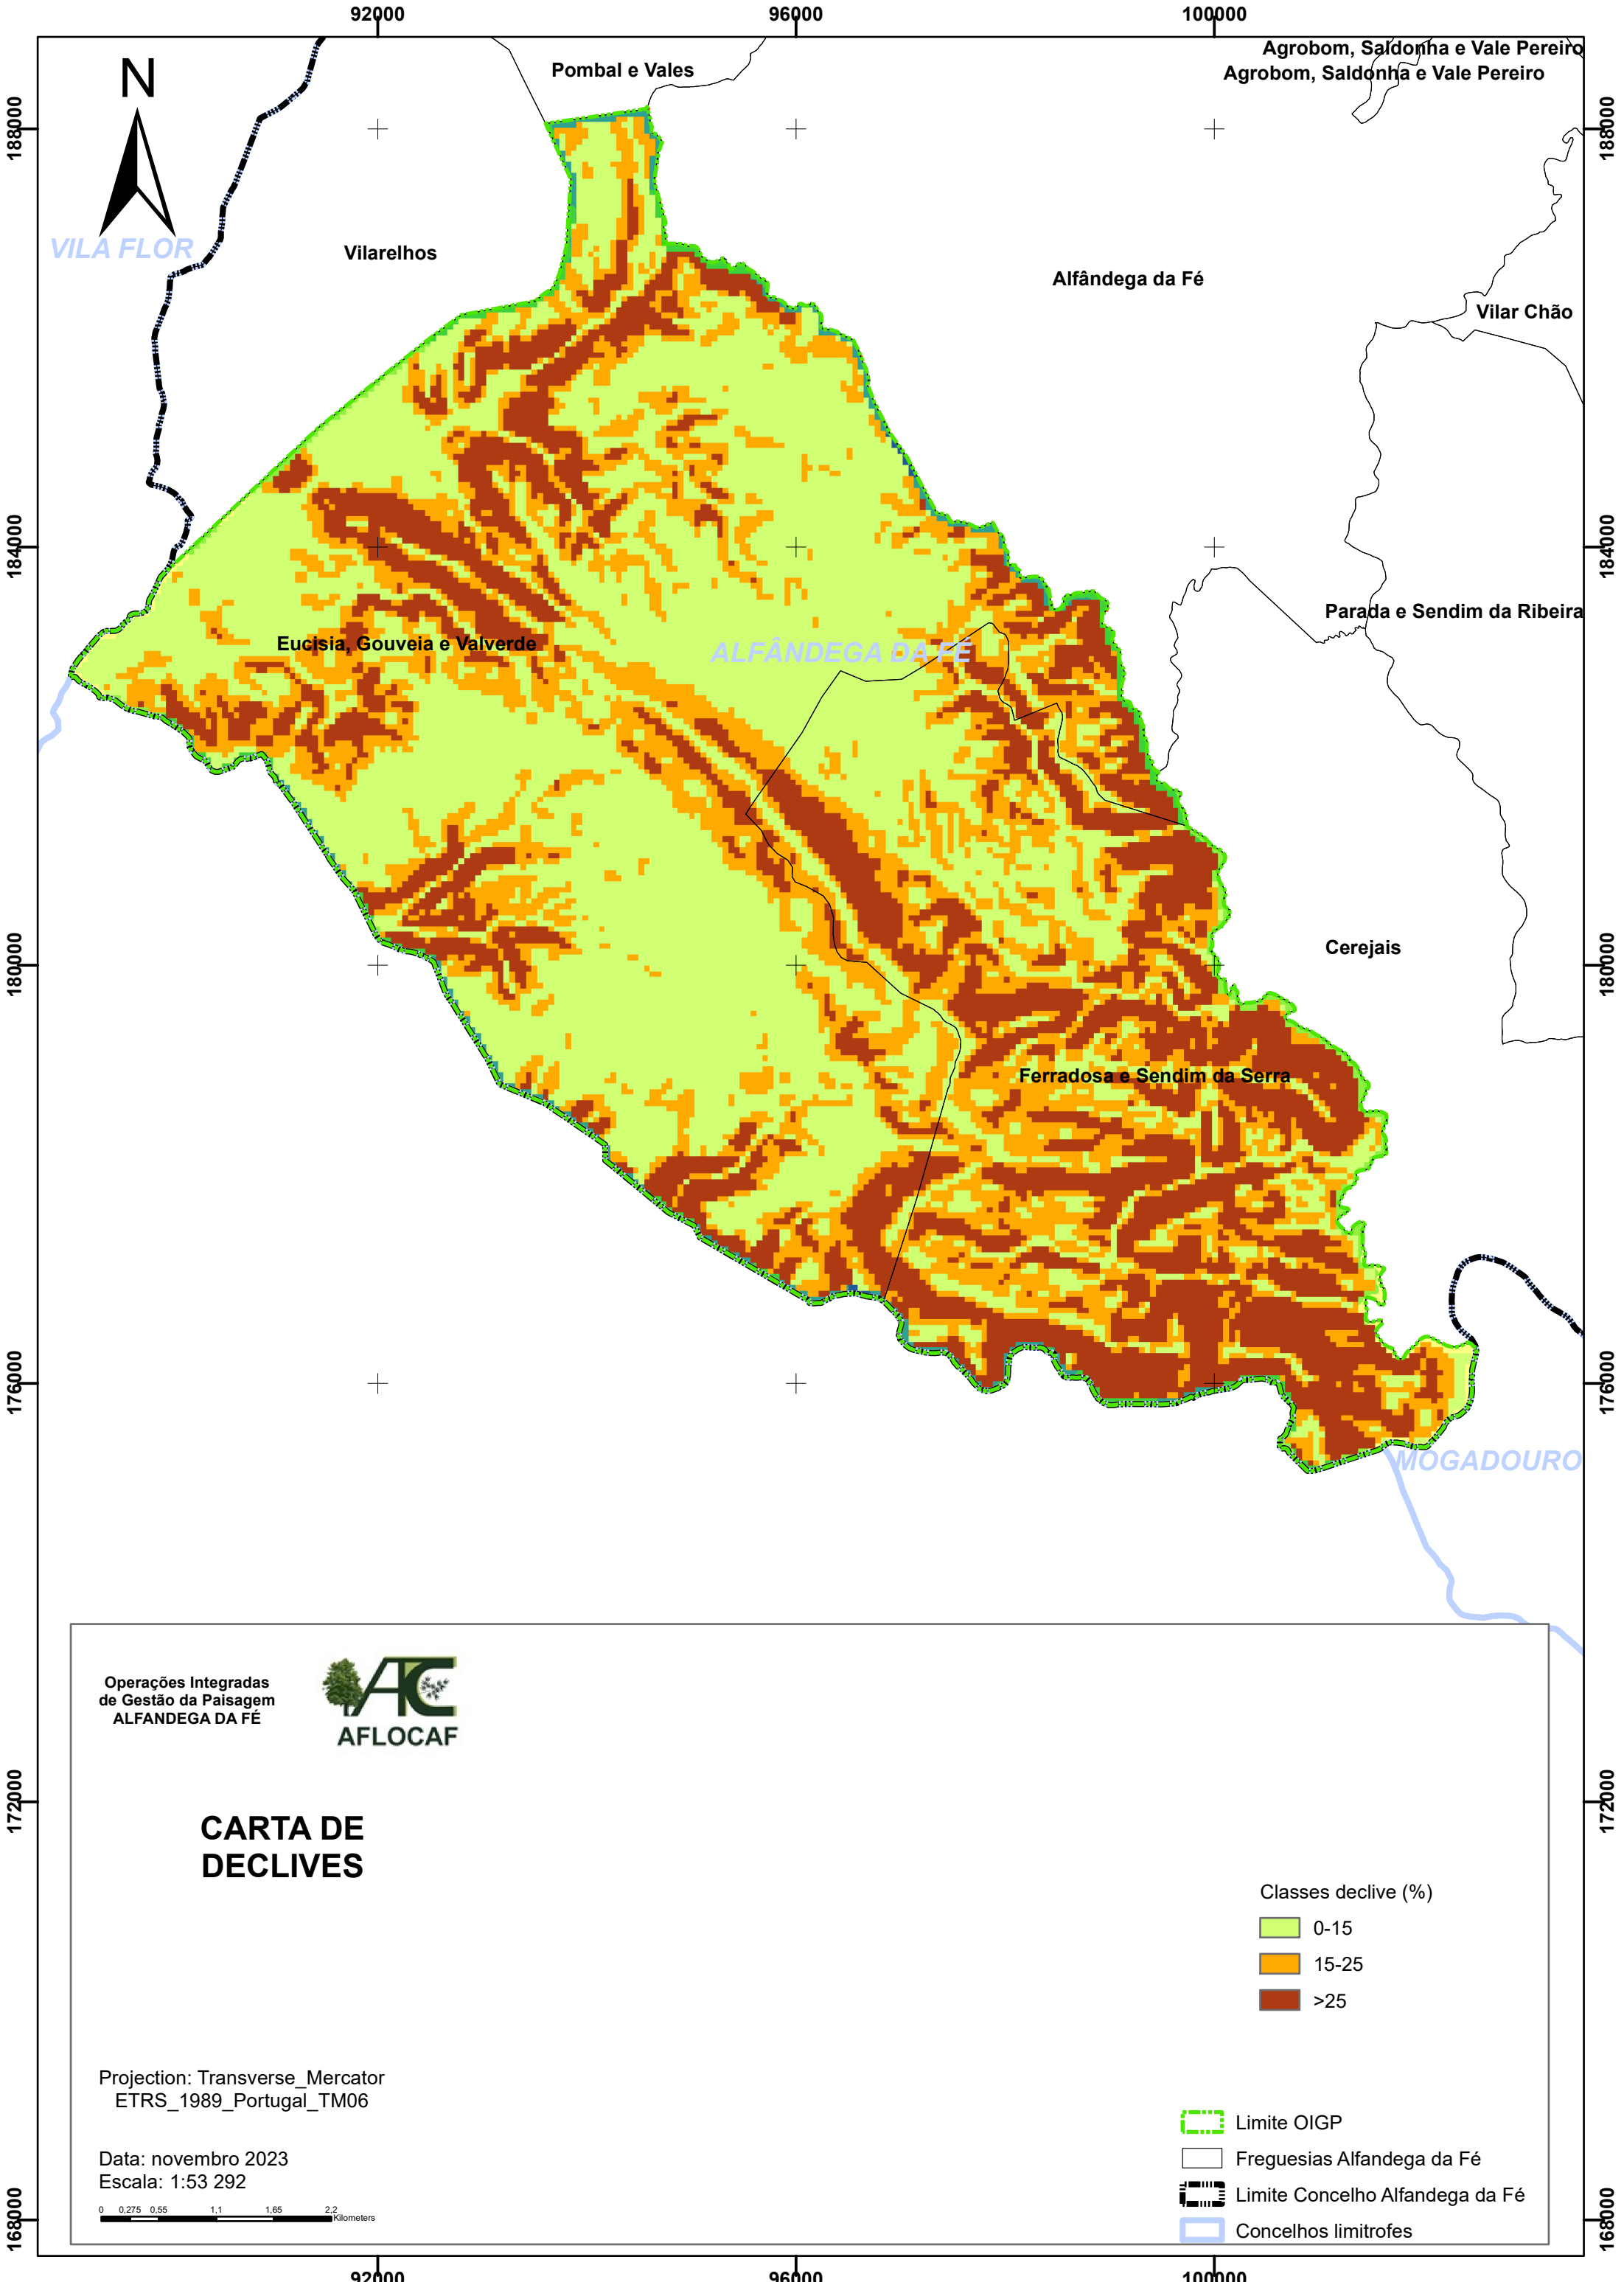 92000
96000
100000
Agrobom, Saldonha e Vale Pereiro
Pombal e Vales
Agrobom, Saldonha e Vale Pereiro
N
188000
188000
VILA FLOR
Vilarelhos
Alfândega da Fé
Vilar Chão
184000
184000
Parada e Sendim da Ribeira
Eucisia, Gouveia e Valverde
ALFÂNDEGA DA FÉ
Cerejais
180000
180000
Ferradosa e Sendim da Serra
176000
176000
MOGADOURO
Operações Integradas
de Gestão da Paisagem
ALFANDEGA DA FÉ
AFLOCAF
172000
172000
CARTA DE
DECLIVES
Classes declive (%)
0-15
15-25
>25
Projection: Transverse_Mercator
ETRS_1989_Portugal_TM06
Data: novembro 2023
Escala: 1:53 292
0 0,275 0,55 1,1 1,65 2,2
Kilometers
Limite OIGP
Freguesias Alfandega da Fé
Limite Concelho Alfandega da Fé
Concelhos limitrofes
168000
168000
92000
96000
100000